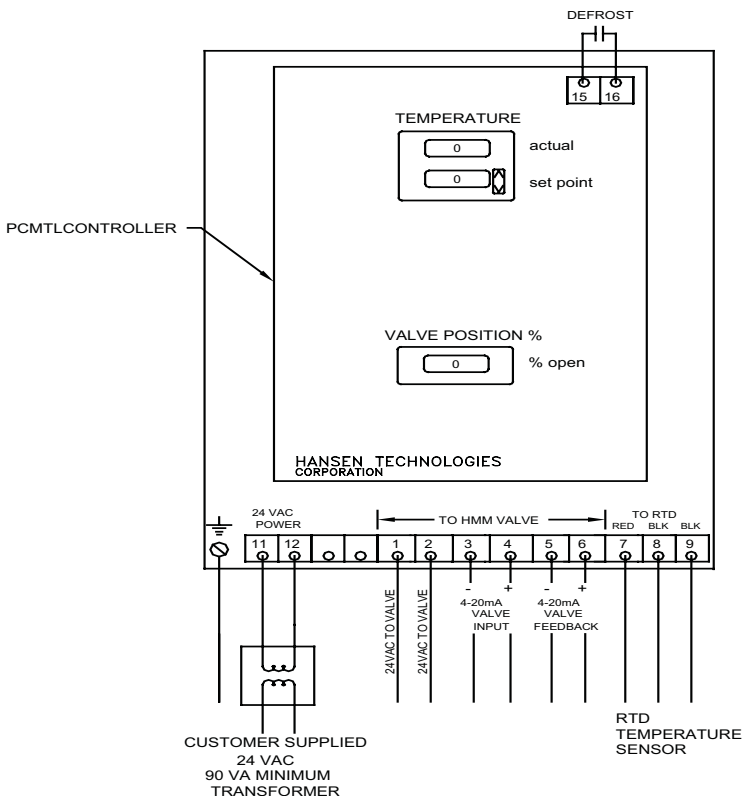 DEFROST
15 16
TEMPERATURE
0 actual
0 set point
PCMTLCONTROLLER
VALVE POSITION %
0 % open
HANSEN TECHNOLOGIES
CORPORATION
24 VAC
POWER
TO HMM VALVE
TO RTD
RED BLK BLK
11 12 1 2 3 4 5 6 7 8 9
24VAC TO VALVE
24VAC TO VALVE
- +
4-20mA
VALVE
INPUT
- +
4-20mA
VALVE
FEEDBACK
RTD
TEMPERATURE
SENSOR
CUSTOMER SUPPLIED
24 VAC
90 VA MINIMUM
TRANSFORMER